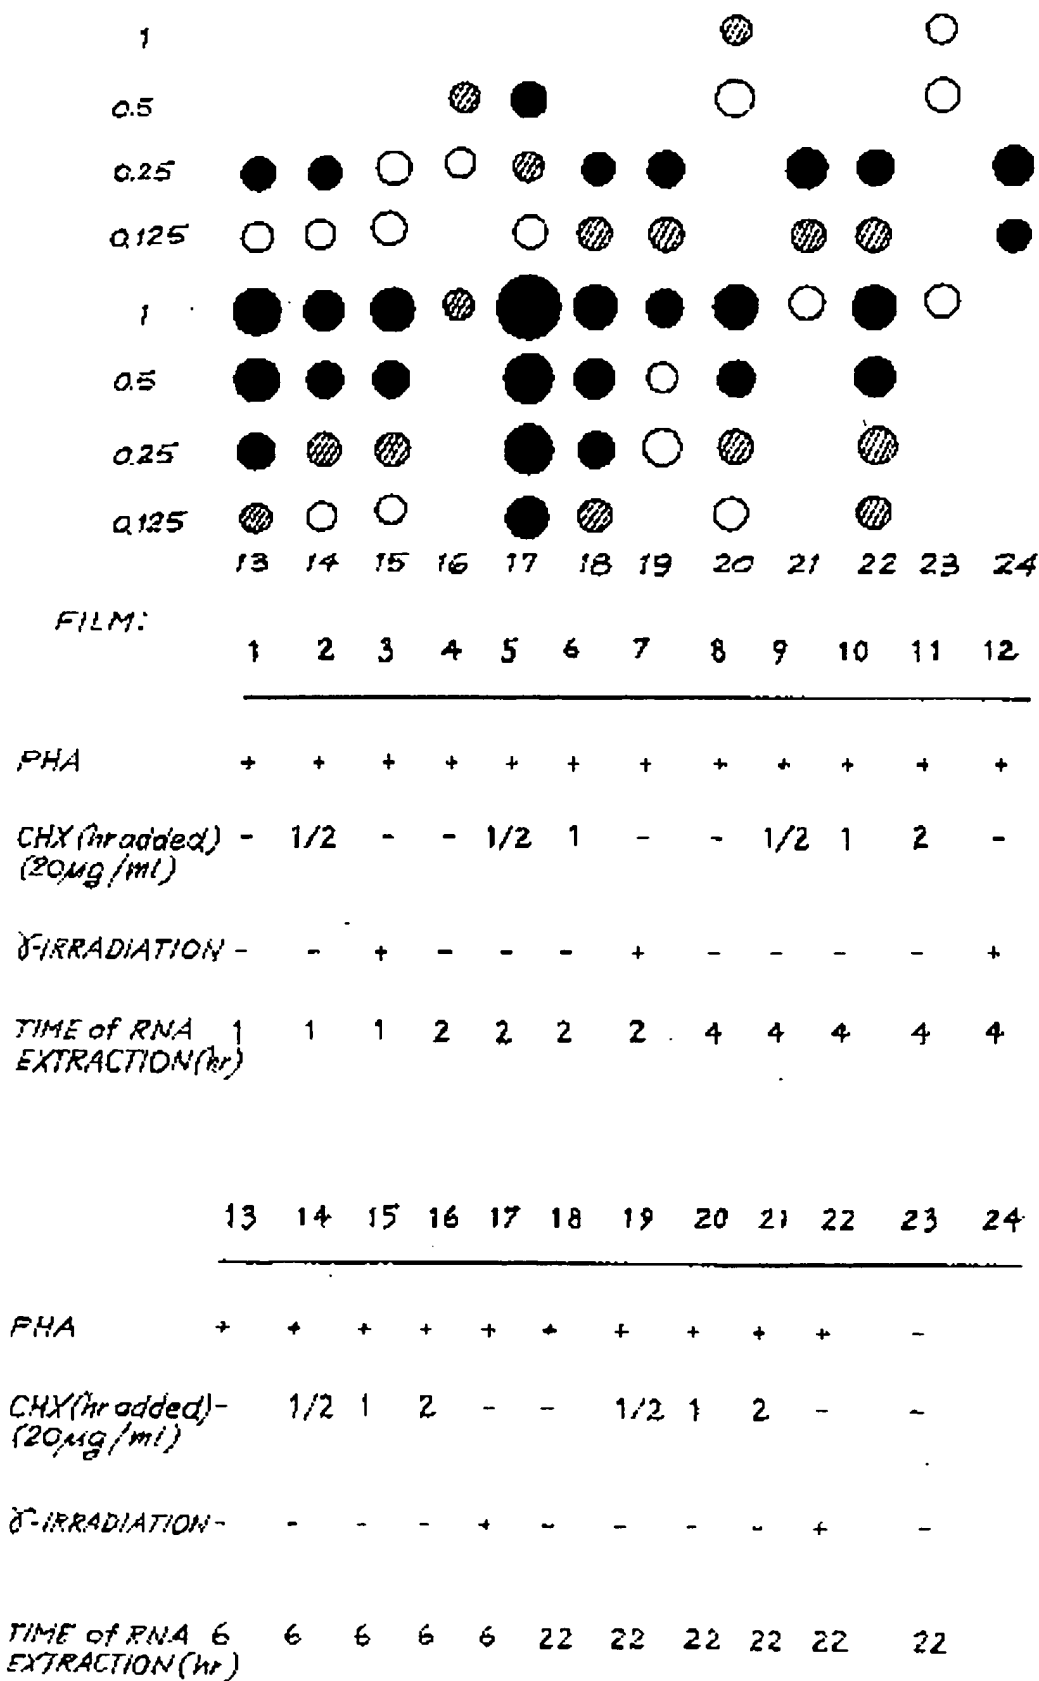 1
0.5
0.25
0.125
1
0.5
0.25
0.125
13 14 15 16 17 18 19 20 21 22 23 24
FILM:
1 2 3 4 5 6 7 8 9 10 11 12
PHA + + + + + + + + + + + +
CHX (hr added) - 1/2 - - 1/2 1 - - 1/2 1 2 -
(20µg/ml)
γ-IRRADIATION - - + - - - + - - - - +
TIME of RNA 1 1 1 2 2 2 2 4 4 4 4 4
EXTRACTION (hr)
13 14 15 16 17 18 19 20 21 22 23 24
PHA + + + + + + + + + + -
CHX (hr added) - 1/2 1 2 - - 1/2 1 2 - -
(20µg/ml)
γ-IRRADIATION - - - - + - - - - + -
TIME of RNA 6 6 6 6 6 22 22 22 22 22 22
EXTRACTION (hr)